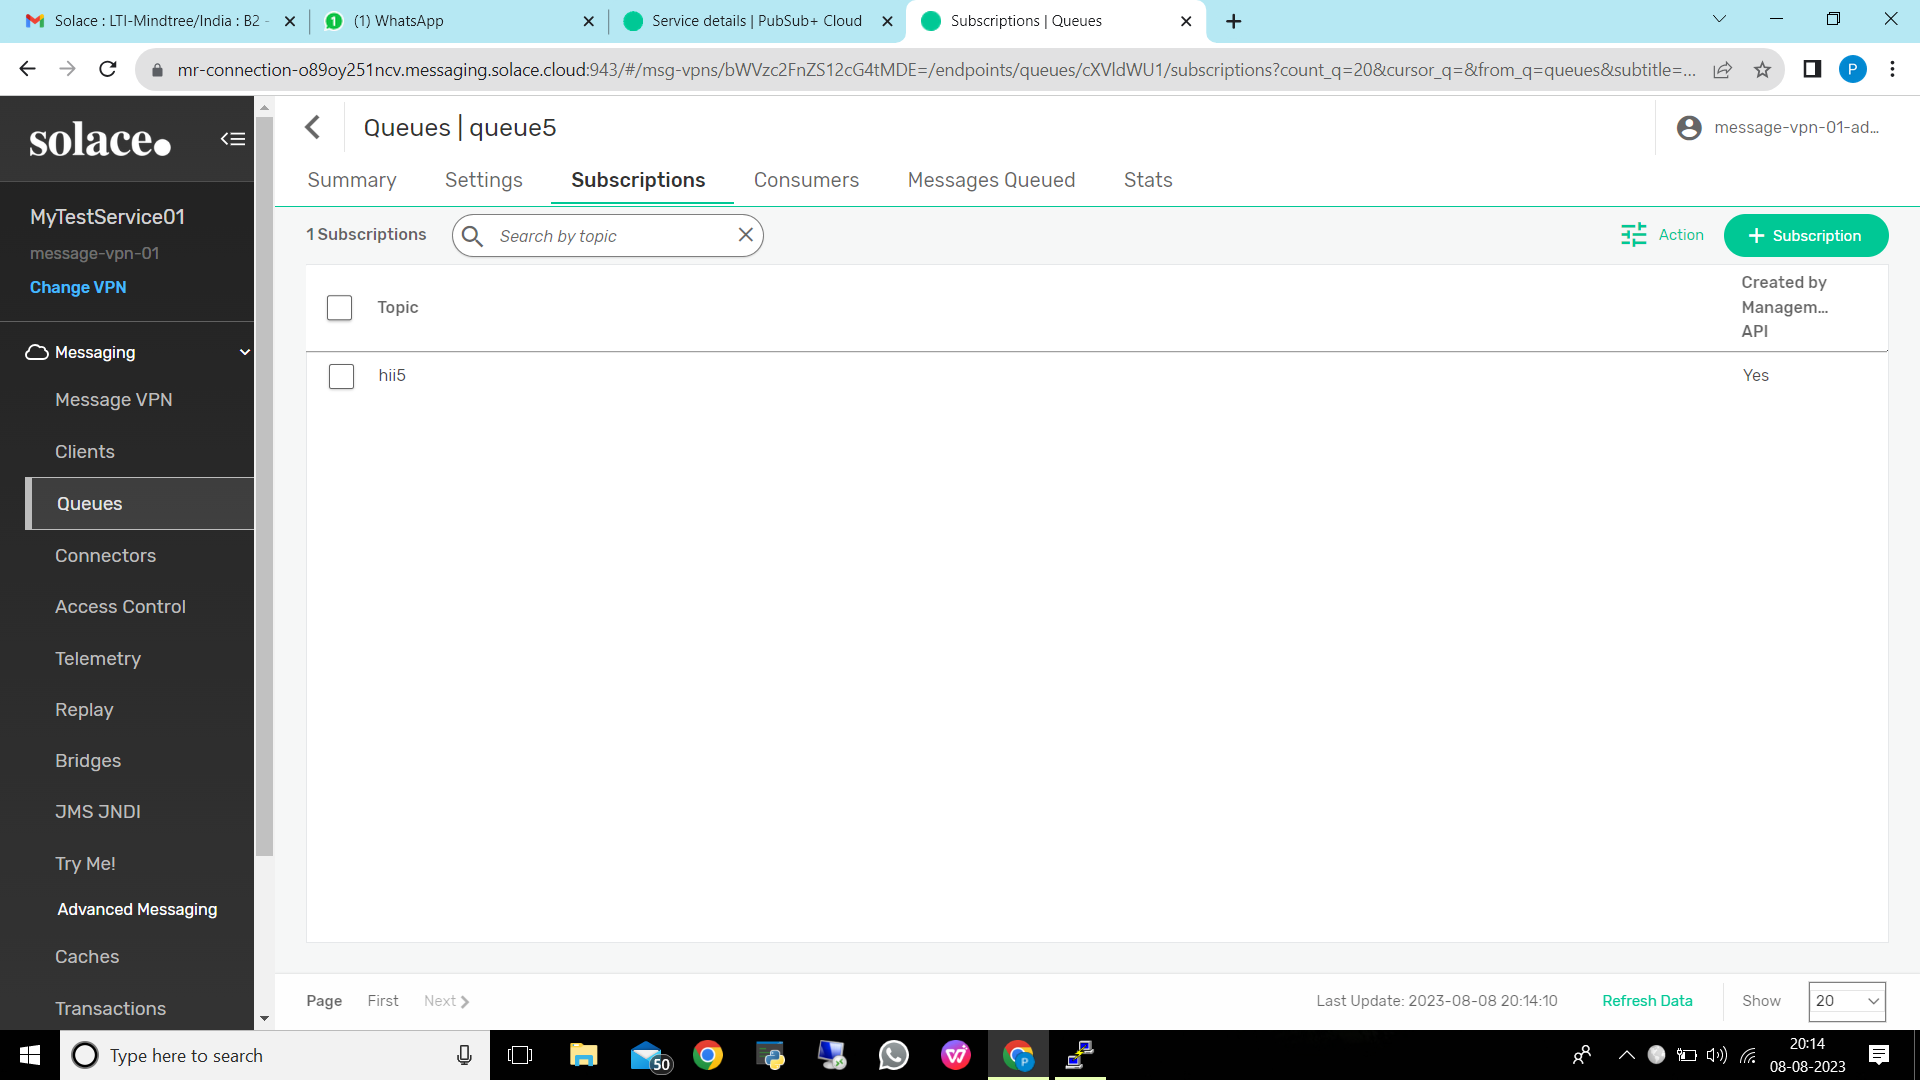 Solace : LTI-Mindtree/India : B2 -
(1) WhatsApp
Service details | PubSub+ Cloud
Subscriptions | Queues
mr-connection-o89oy251ncv.messaging.solace.cloud:943/#/msg-vpns/bWVzc2FnZS12cG4tMDE=/endpoints/queues/cXVldWU1/subscriptions?count_q=20&cursor_q=&from_q=queues&subtitle=...
P
solace.
Queues | queue5
message-vpn-01-ad...
Summary
Settings
Subscriptions
Consumers
Messages Queued
Stats
MyTestService01
message-vpn-01
Change VPN
1 Subscriptions
Search by topic
Action
+ Subscription
Topic
Created by
Managem...
API
hii5
Yes
Messaging
Message VPN
Clients
Queues
Connectors
Access Control
Telemetry
Replay
Bridges
JMS JNDI
Try Me!
Advanced Messaging
Caches
Transactions
Page
First
Next
Last Update: 2023-08-08 20:14:10
Refresh Data
Show
20
Type here to search
50
20:14
08-08-2023